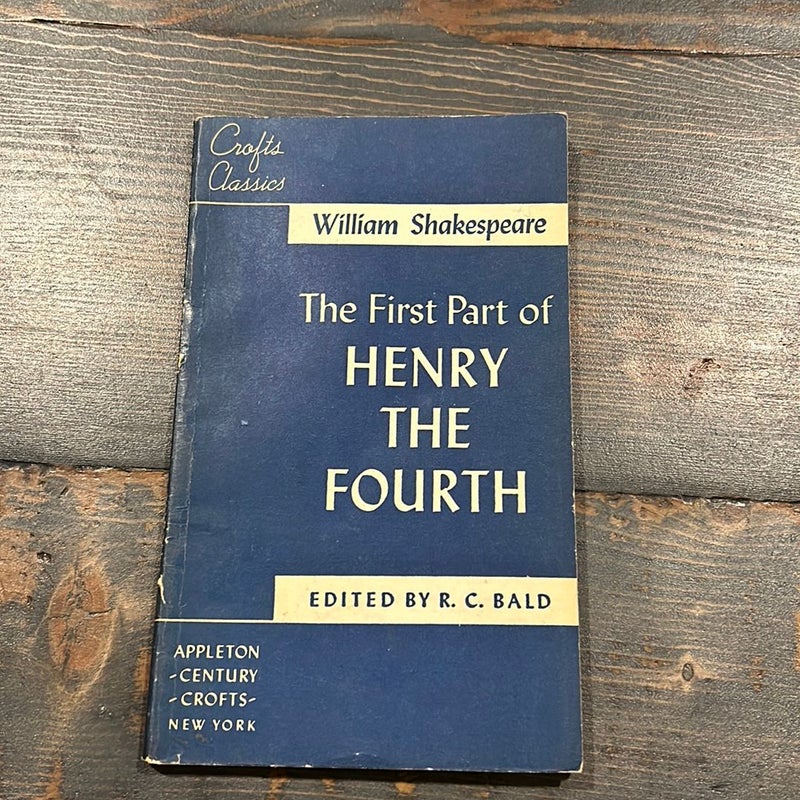 Crofts
Classics
William Shakespeare
The First Part of
HENRY
THE
FOURTH
EDITED BY R. C. BALD
APPLETON
-CENTURY
-CROFTS-
NEW YORK